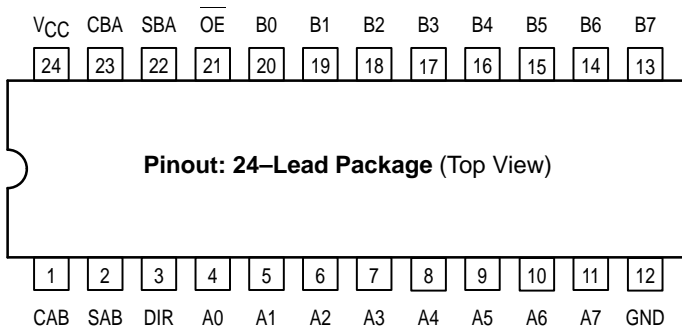 VCC CBA SBA O̅E̅ B0 B1 B2 B3 B4 B5 B6 B7
24 23 22 21 20 19 18 17 16 15 14 13
Pinout: 24–Lead Package (Top View)
1 2 3 4 5 6 7 8 9 10 11 12
CAB SAB DIR A0 A1 A2 A3 A4 A5 A6 A7 GND